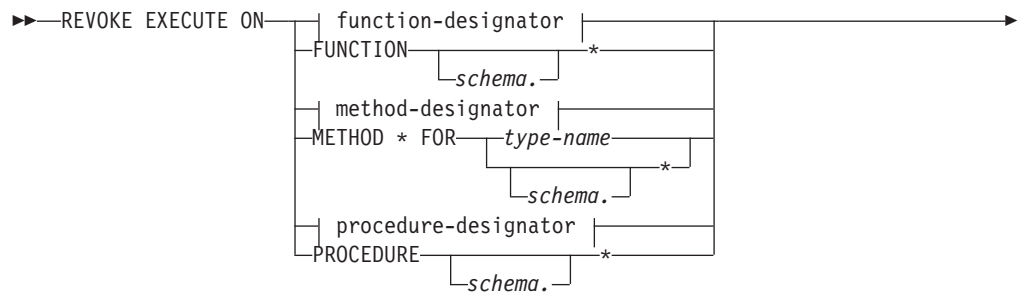 REVOKE EXECUTE ON function-designator
FUNCTION *
schema.
method-designator
METHOD * FOR type-name
*
schema.
procedure-designator
PROCEDURE *
schema.